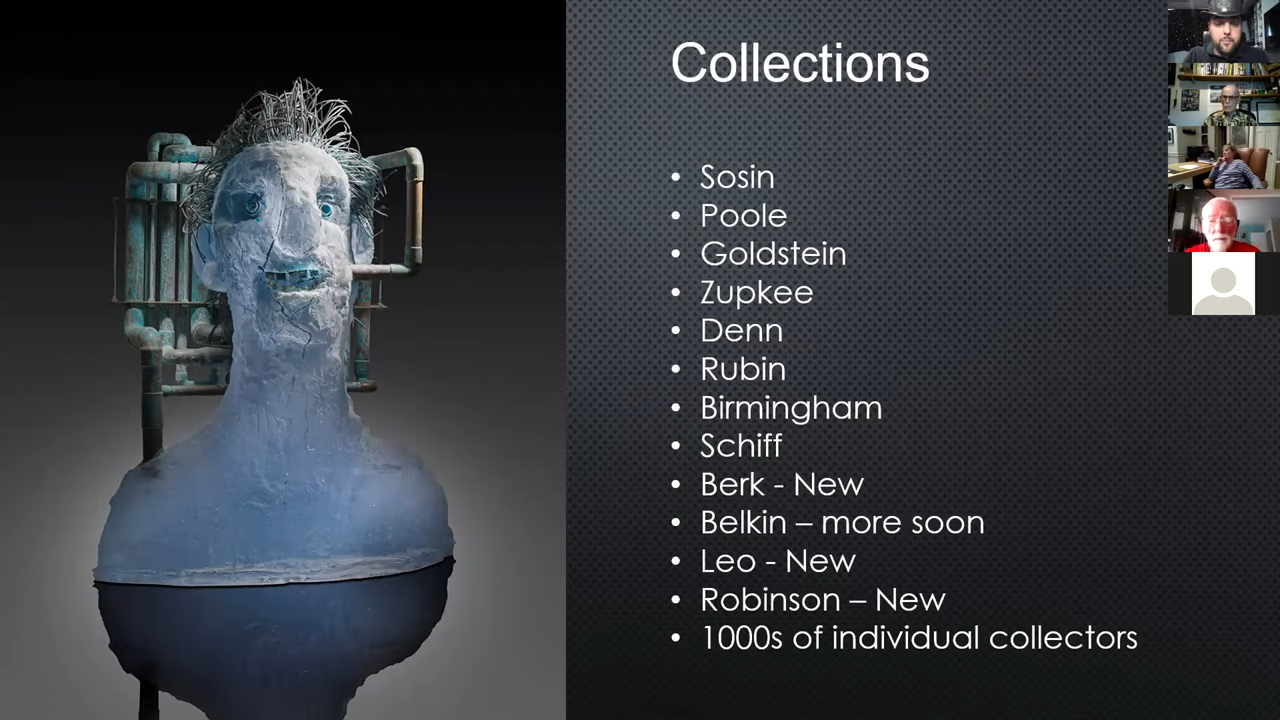 Collections
• Sosin
• Poole
• Goldstein
• Zupkee
• Denn
• Rubin
• Birmingham
• Schiff
• Berk - New
• Belkin – more soon
• Leo - New
• Robinson – New
• 1000s of individual collectors